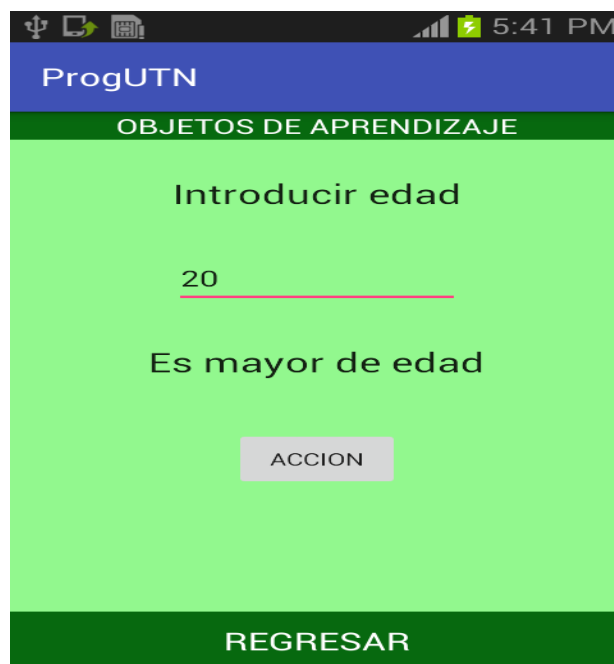 5:41 PM
ProgUTN
OBJETOS DE APRENDIZAJE
Introducir edad
20
Es mayor de edad
ACCION
REGRESAR